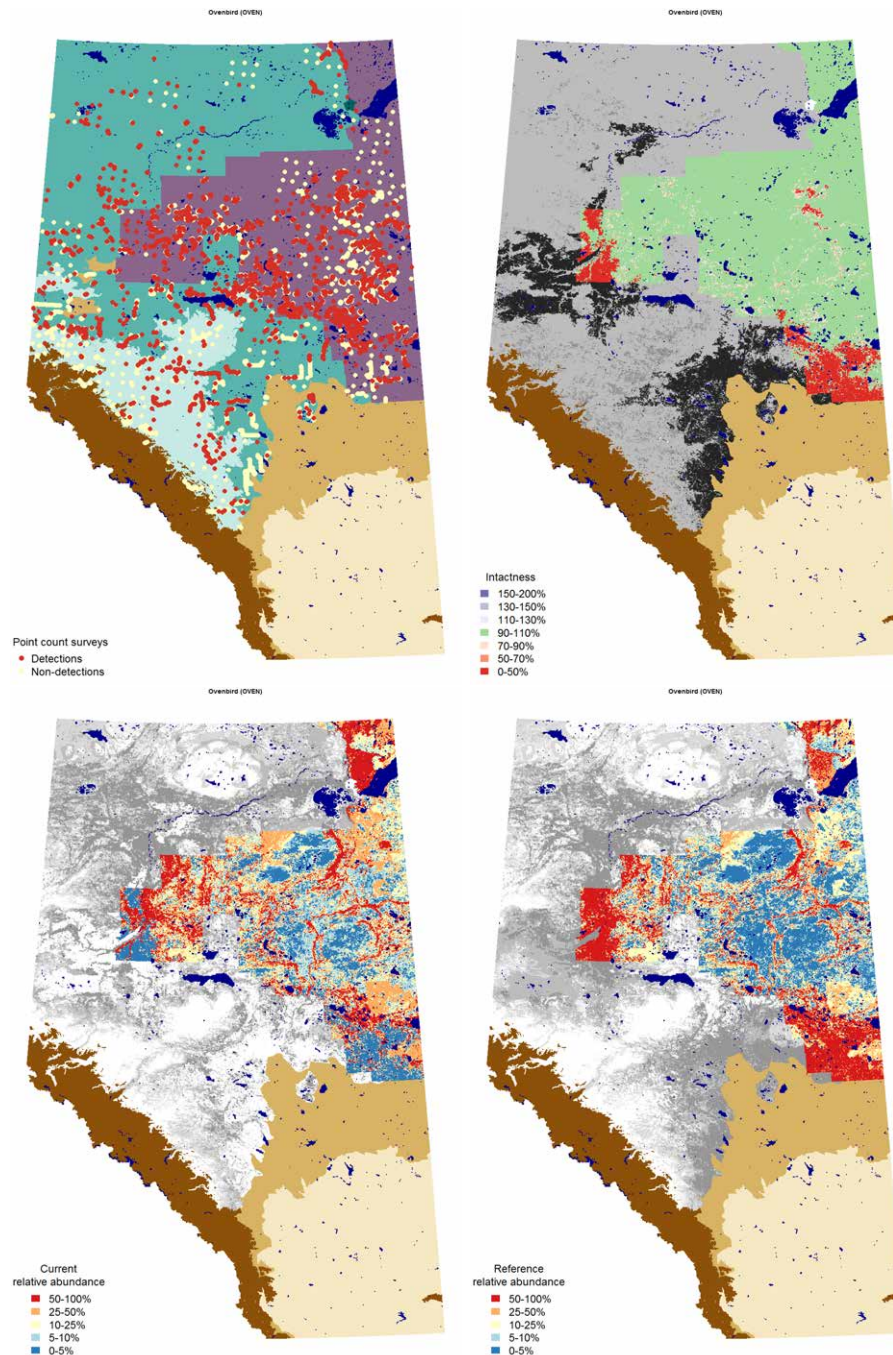 Ovenbird (OVEN)
Ovenbird (OVEN)
Point count surveys
Detections
Non-detections
Intactness
150-200%
130-150%
110-130%
90-110%
70-90%
50-70%
0-50%
Ovenbird (OVEN)
Ovenbird (OVEN)
Current
relative abundance
50-100%
25-50%
10-25%
5-10%
0-5%
Reference
relative abundance
50-100%
25-50%
10-25%
5-10%
0-5%